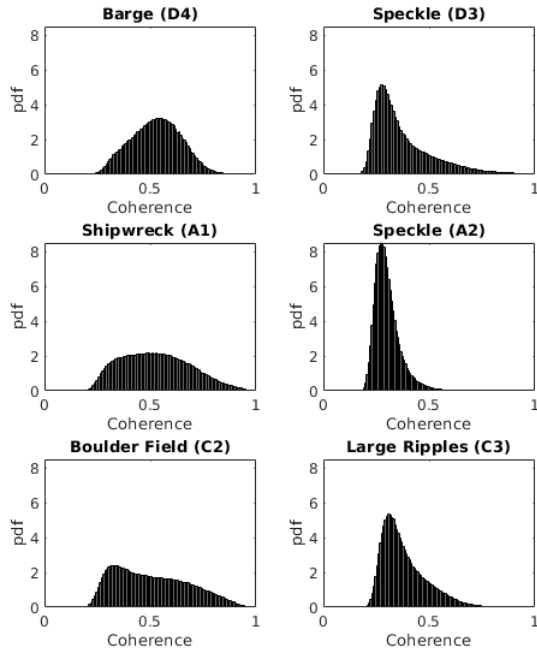 Barge (D4)
8
6
4
2
0
pdf
0 0.5 1
Coherence
Speckle (D3)
8
6
4
2
0
pdf
0 0.5 1
Coherence
Shipwreck (A1)
8
6
4
2
0
pdf
0 0.5 1
Coherence
Speckle (A2)
8
6
4
2
0
pdf
0 0.5 1
Coherence
Boulder Field (C2)
8
6
4
2
0
pdf
0 0.5 1
Coherence
Large Ripples (C3)
8
6
4
2
0
pdf
0 0.5 1
Coherence